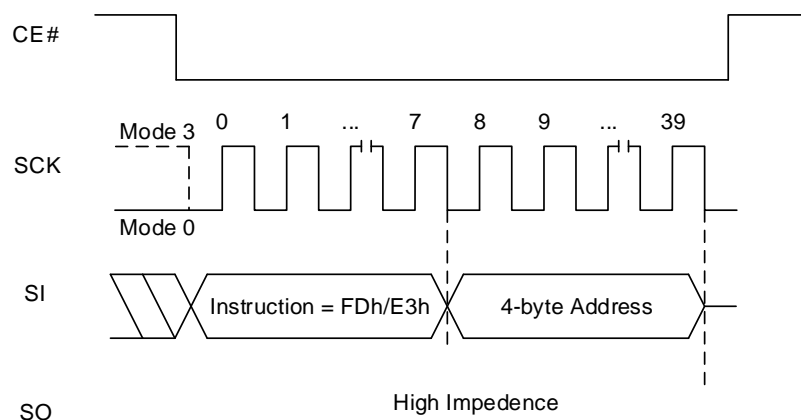 CE#
0 1 ... 7 8 9 ... 39
Mode 3
SCK
Mode 0
SI
Instruction = FDh/E3h
4-byte Address
High Impedence
SO